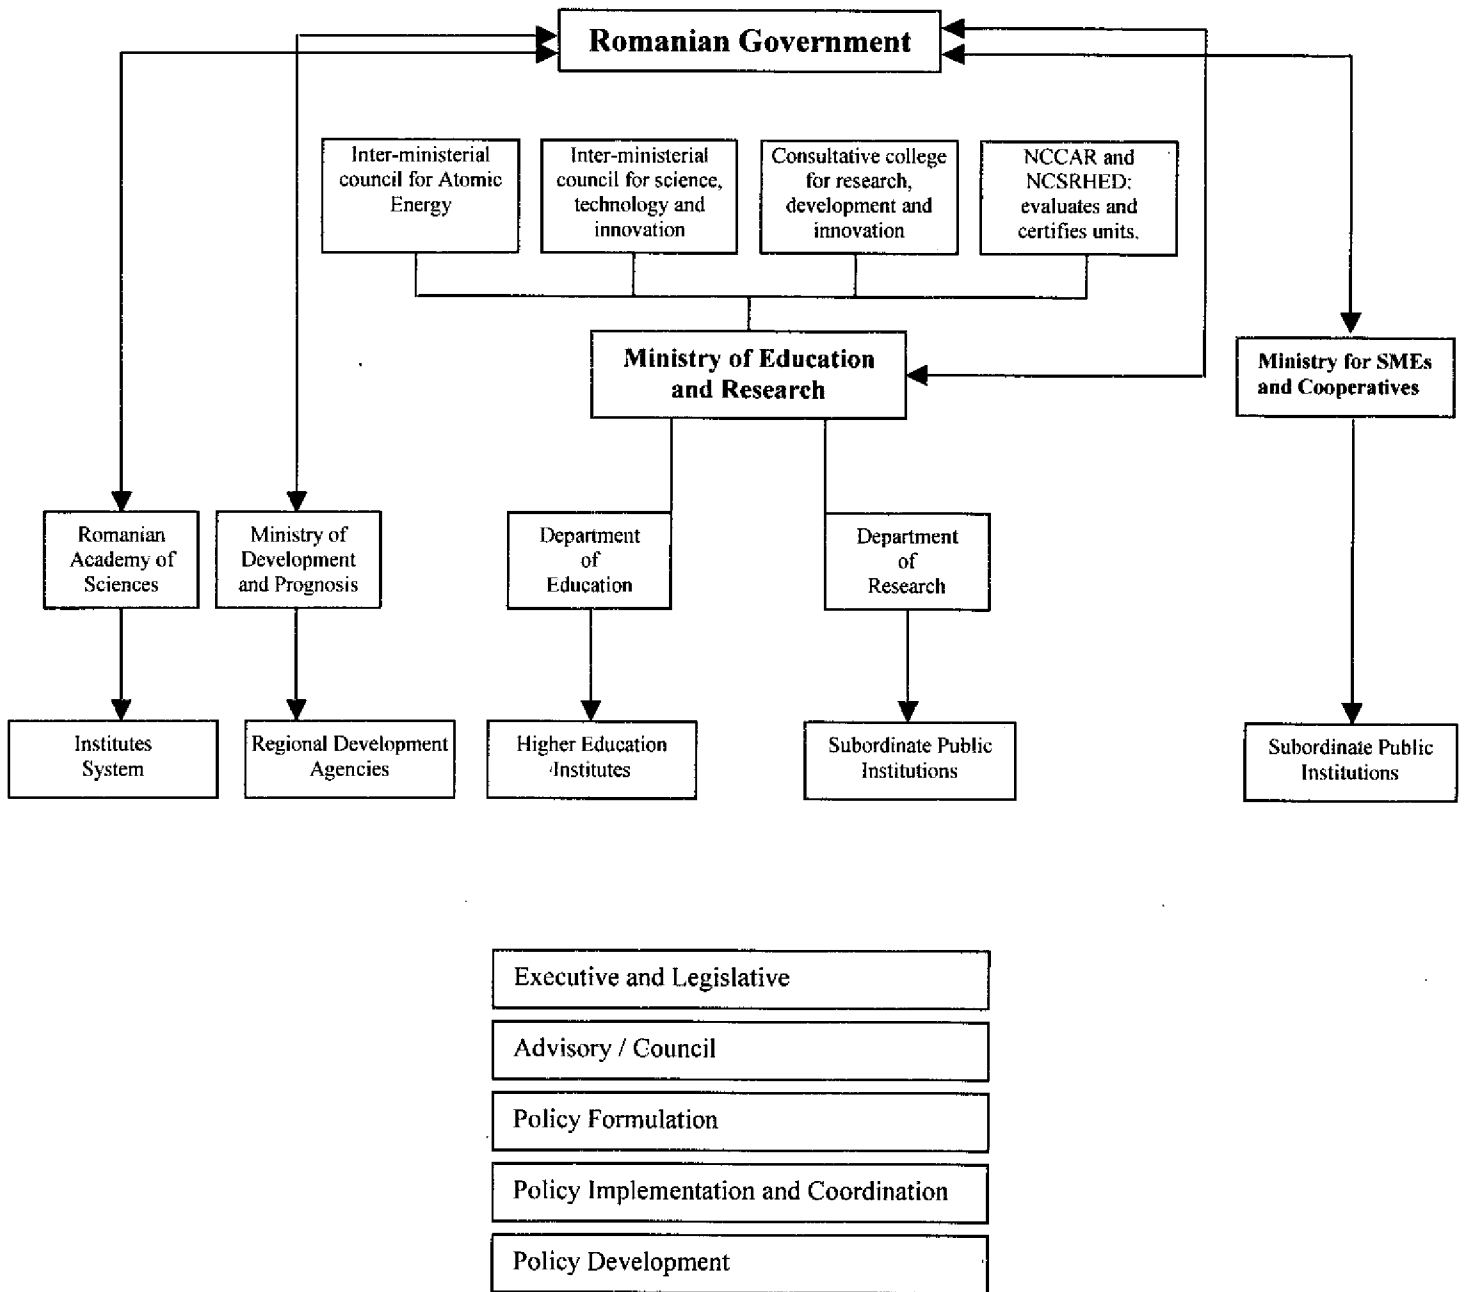 Romanian Government
Inter-ministerial
council for Atomic
Energy
Inter-ministerial
council for science,
technology and
innovation
Consultative college
for research,
development and
innovation
NCCAR and
NCSRHED:
evaluates and
certifies units.
Ministry of Education
and Research
Ministry for SMEs
and Cooperatives
Romanian
Academy of
Sciences
Ministry of
Development
and Prognosis
Department
of
Education
Department
of
Research
Institutes
System
Regional Development
Agencies
Higher Education
Institutes
Subordinate Public
Institutions
Subordinate Public
Institutions
Executive and Legislative
Advisory / Council
Policy Formulation
Policy Implementation and Coordination
Policy Development